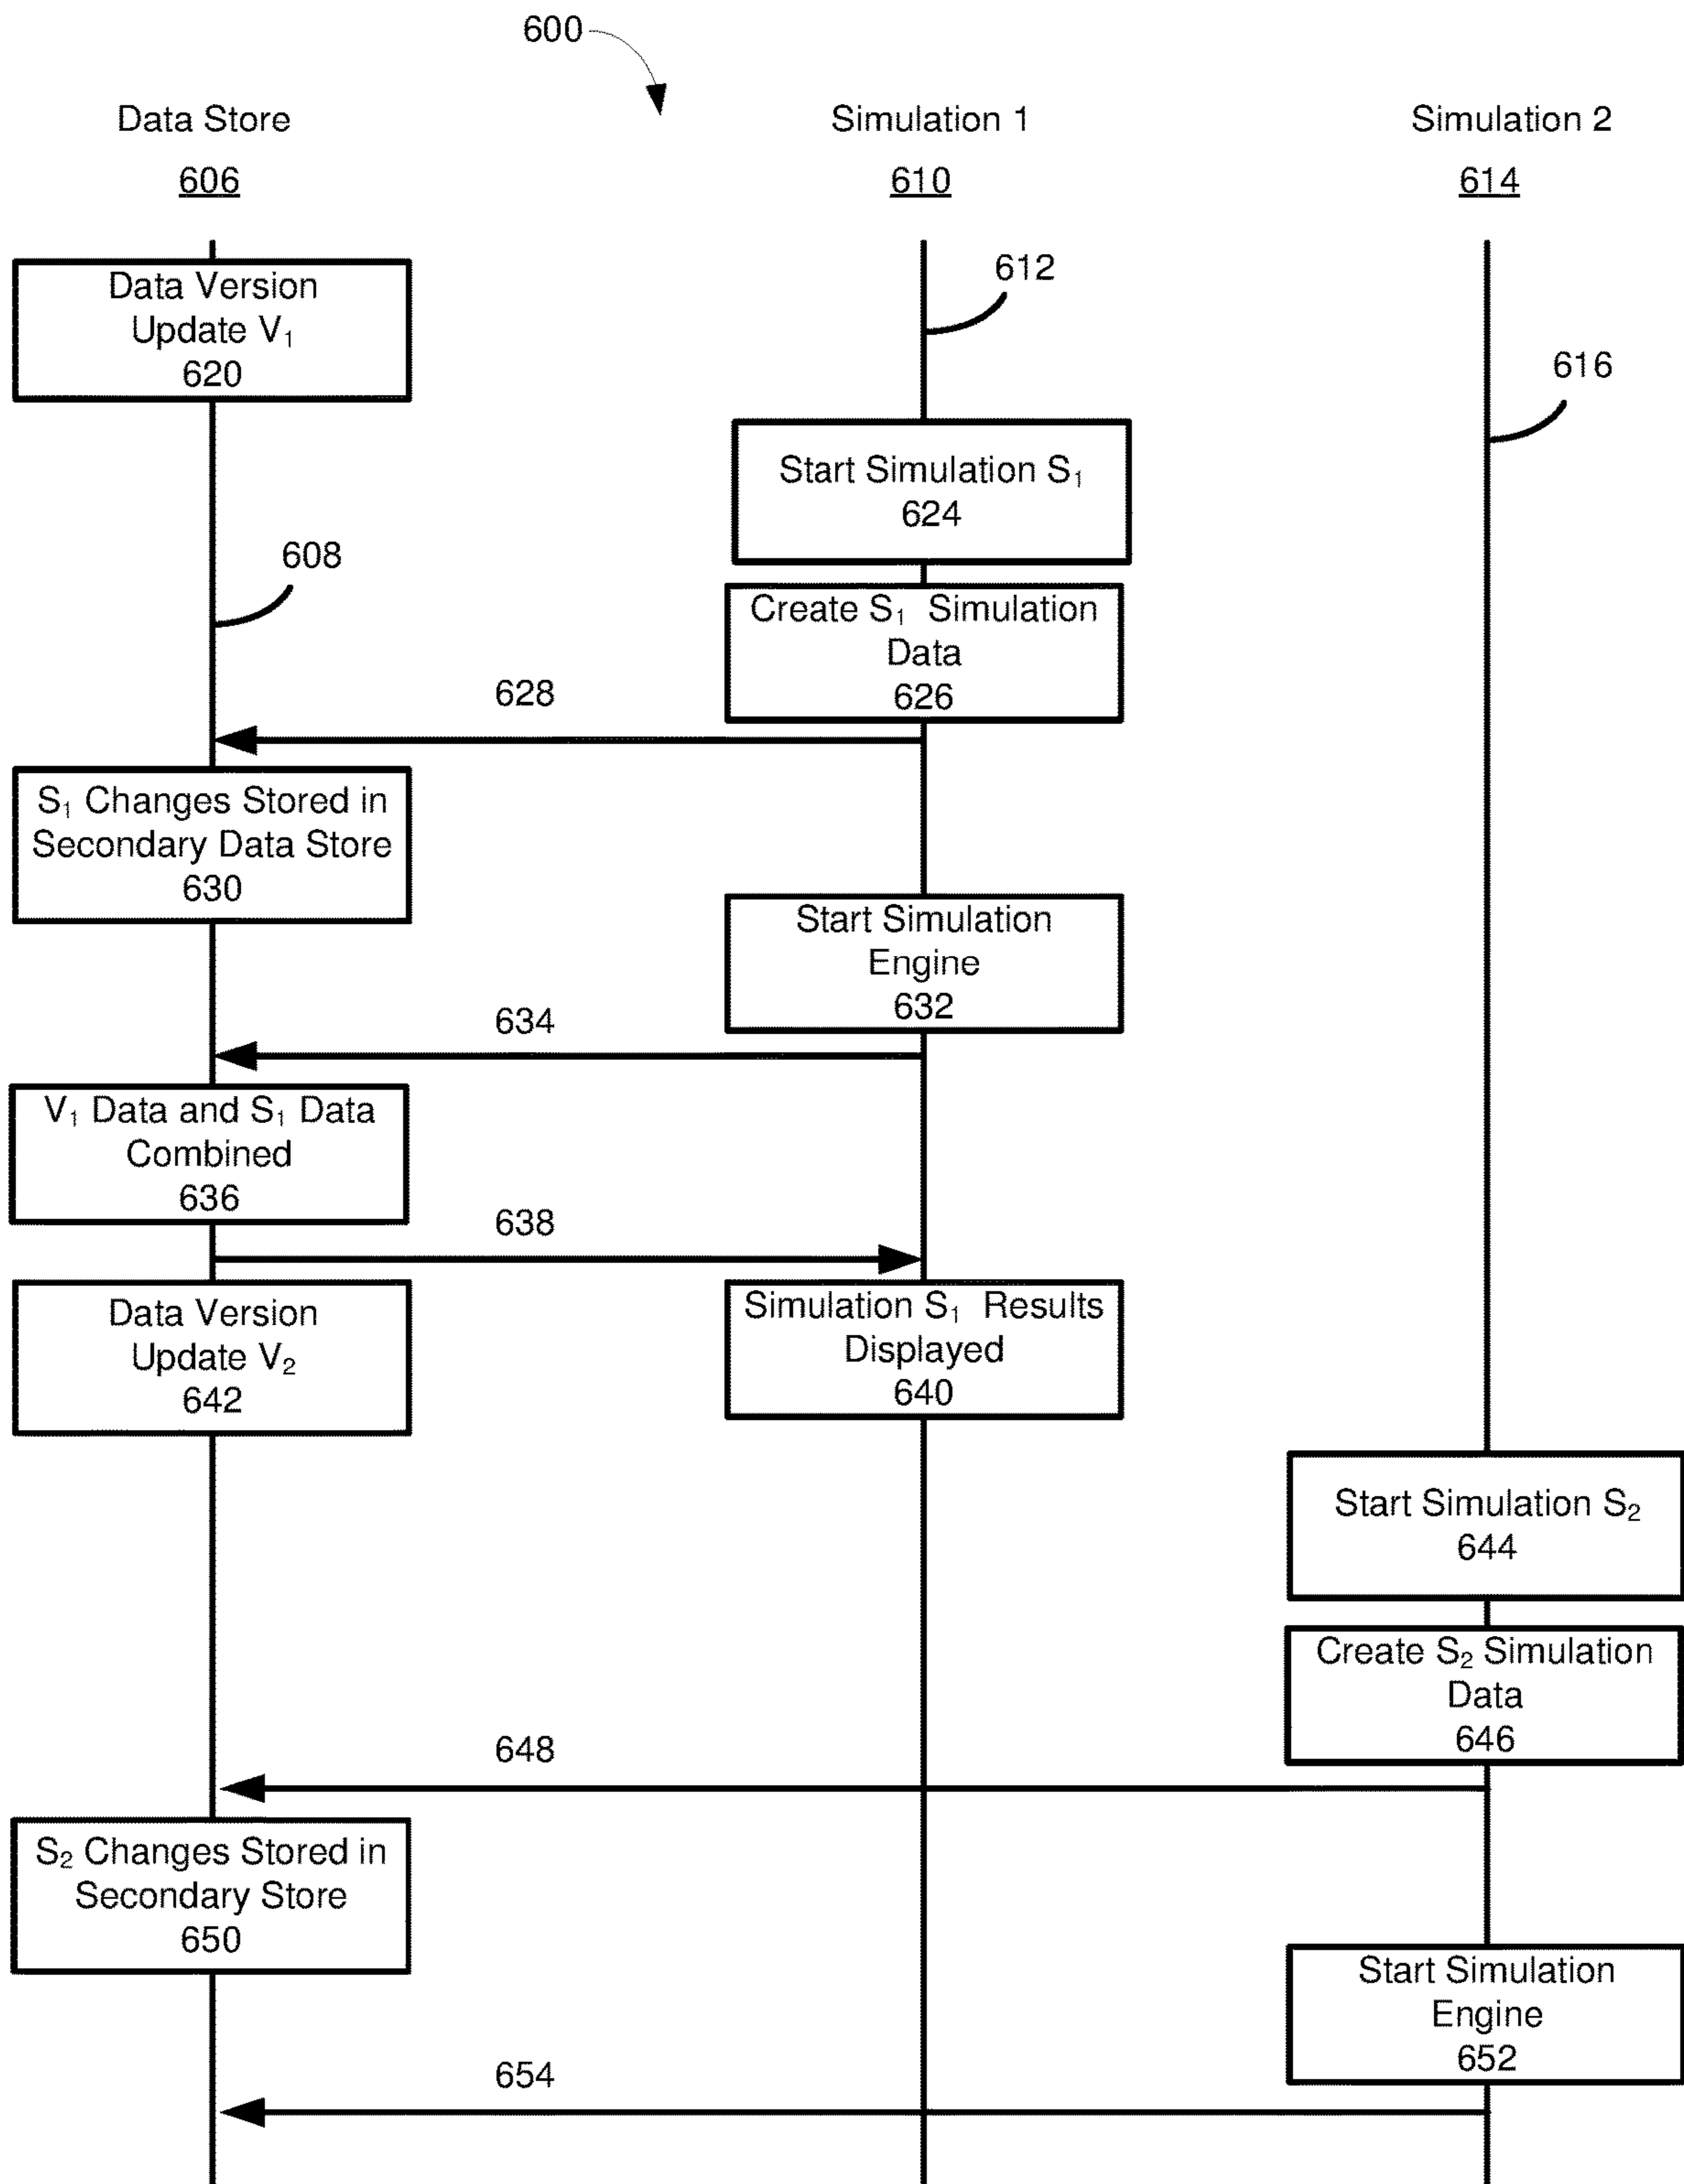 600
Data Store
606
Simulation 1
610
Simulation 2
614
Data Version
Update V₁
620
612
616
Start Simulation S₁
624
608
Create S₁ Simulation
Data
626
628
S₁ Changes Stored in
Secondary Data Store
630
Start Simulation
Engine
632
634
V₁ Data and S₁ Data
Combined
636
638
Data Version
Update V₂
642
Simulation S₁ Results
Displayed
640
Start Simulation S₂
644
Create S₂ Simulation
Data
646
648
S₂ Changes Stored in
Secondary Store
650
Start Simulation
Engine
652
654